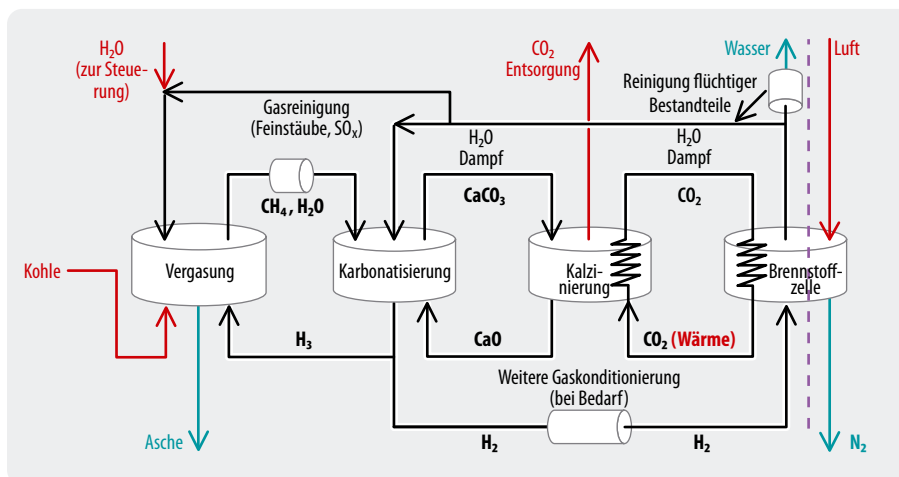 H₂O
(zur Steue-
rung)
CO₂
Entsorgung
Wasser
Luft
Reinigung flüchtiger
Bestandteile
Gasreinigung
(Feinstäube, SOₓ)
H₂O
Dampf
H₂O
Dampf
CH₄ , H₂O
CaCO₃
CO₂
Kohle
Vergasung
Karbonatisierung
Kalzi-
nierung
Brennstoff-
zelle
H₃
CaO
CO₂ (Wärme)
Weitere Gaskonditionierung
(bei Bedarf)
Asche
H₂
H₂
N₂